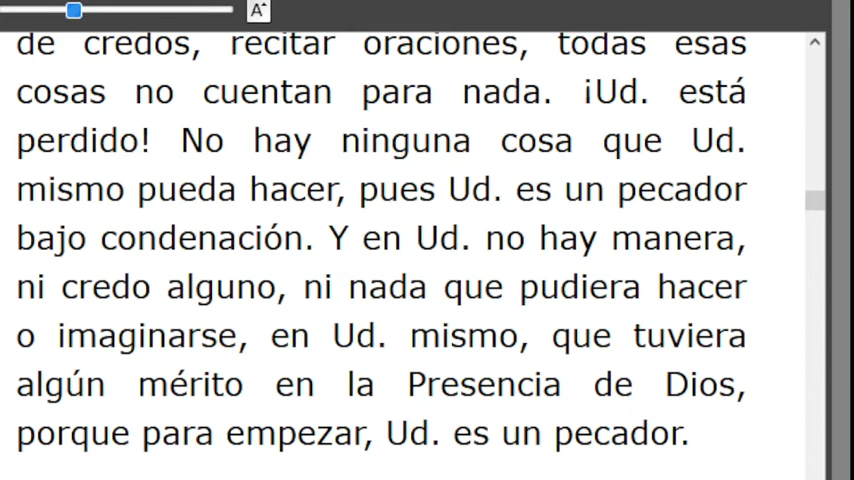 A
de credos, recitar oraciones, todas esas
cosas no cuentan para nada. ¡Ud. está
perdido! No hay ninguna cosa que Ud.
mismo pueda hacer, pues Ud. es un pecador
bajo condenación. Y en Ud. no hay manera,
ni credo alguno, ni nada que pudiera hacer
o imaginarse, en Ud. mismo, que tuviera
algún mérito en la Presencia de Dios,
porque para empezar, Ud. es un pecador.